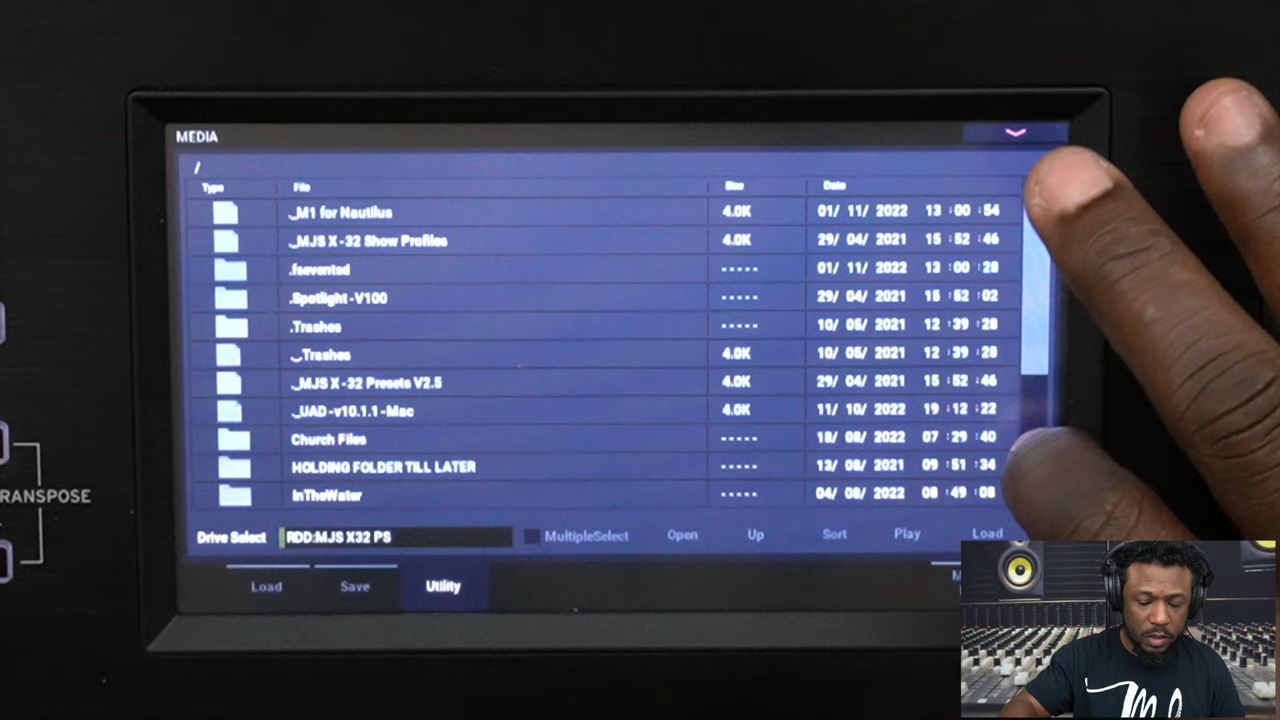 MEDIA
/
Type File Size Date
._M1 for Nautilus 4.0K 01/ 11/ 2022 13 :00 :54
._MJS X-32 Show Profiles 4.0K 29/ 04/ 2021 15 :52 :46
.fseventsd ----- 01/ 11/ 2022 13 :00 :28
.Spotlight-V100 ----- 29/ 04/ 2021 15 :52 :02
.Trashes ----- 10/ 05/ 2021 12 :39 :28
._.Trashes 4.0K 10/ 05/ 2021 12 :39 :28
._MJS X-32 Presets V2.5 4.0K 29/ 04/ 2021 15 :52 :46
._UAD-v10.1.1-Mac 4.0K 11/ 10/ 2022 19 :12 :22
Church Files ----- 18/ 08/ 2022 07 :29 :40
HOLDING FOLDER TILL LATER ----- 13/ 08/ 2021 09 :51 :34
InTheWater ----- 04/ 08/ 2022 08 :49 :08
Drive Select RDD:MJS X32 PS MultipleSelect Open Up Sort Play Load
Load Save Utility
RANSPOSE